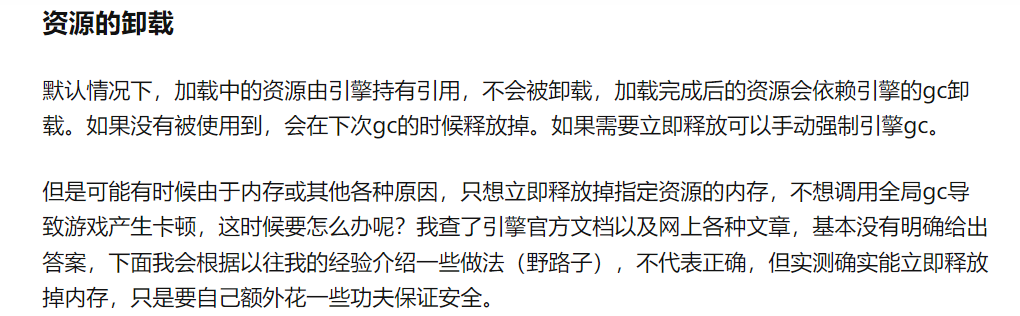 资源的卸载
默认情况下，加载中的资源由引擎持有引用，不会被卸载，加载完成后的资源会依赖引擎的gc卸
载。如果没有被使用到，会在下次gc的时候释放掉。如果需要立即释放可以手动强制引擎gc。
但是可能有时候由于内存或其他各种原因，只想立即释放掉指定资源的内存，不想调用全局gc导
致游戏产生卡顿，这时候要怎么办呢？我查了引擎官方文档以及网上各种文章，基本没有明确给出
答案，下面我会根据以往我的经验介绍一些做法（野路子），不代表正确，但实测确实能立即释放
掉内存，只是要自己额外花一些功夫保证安全。